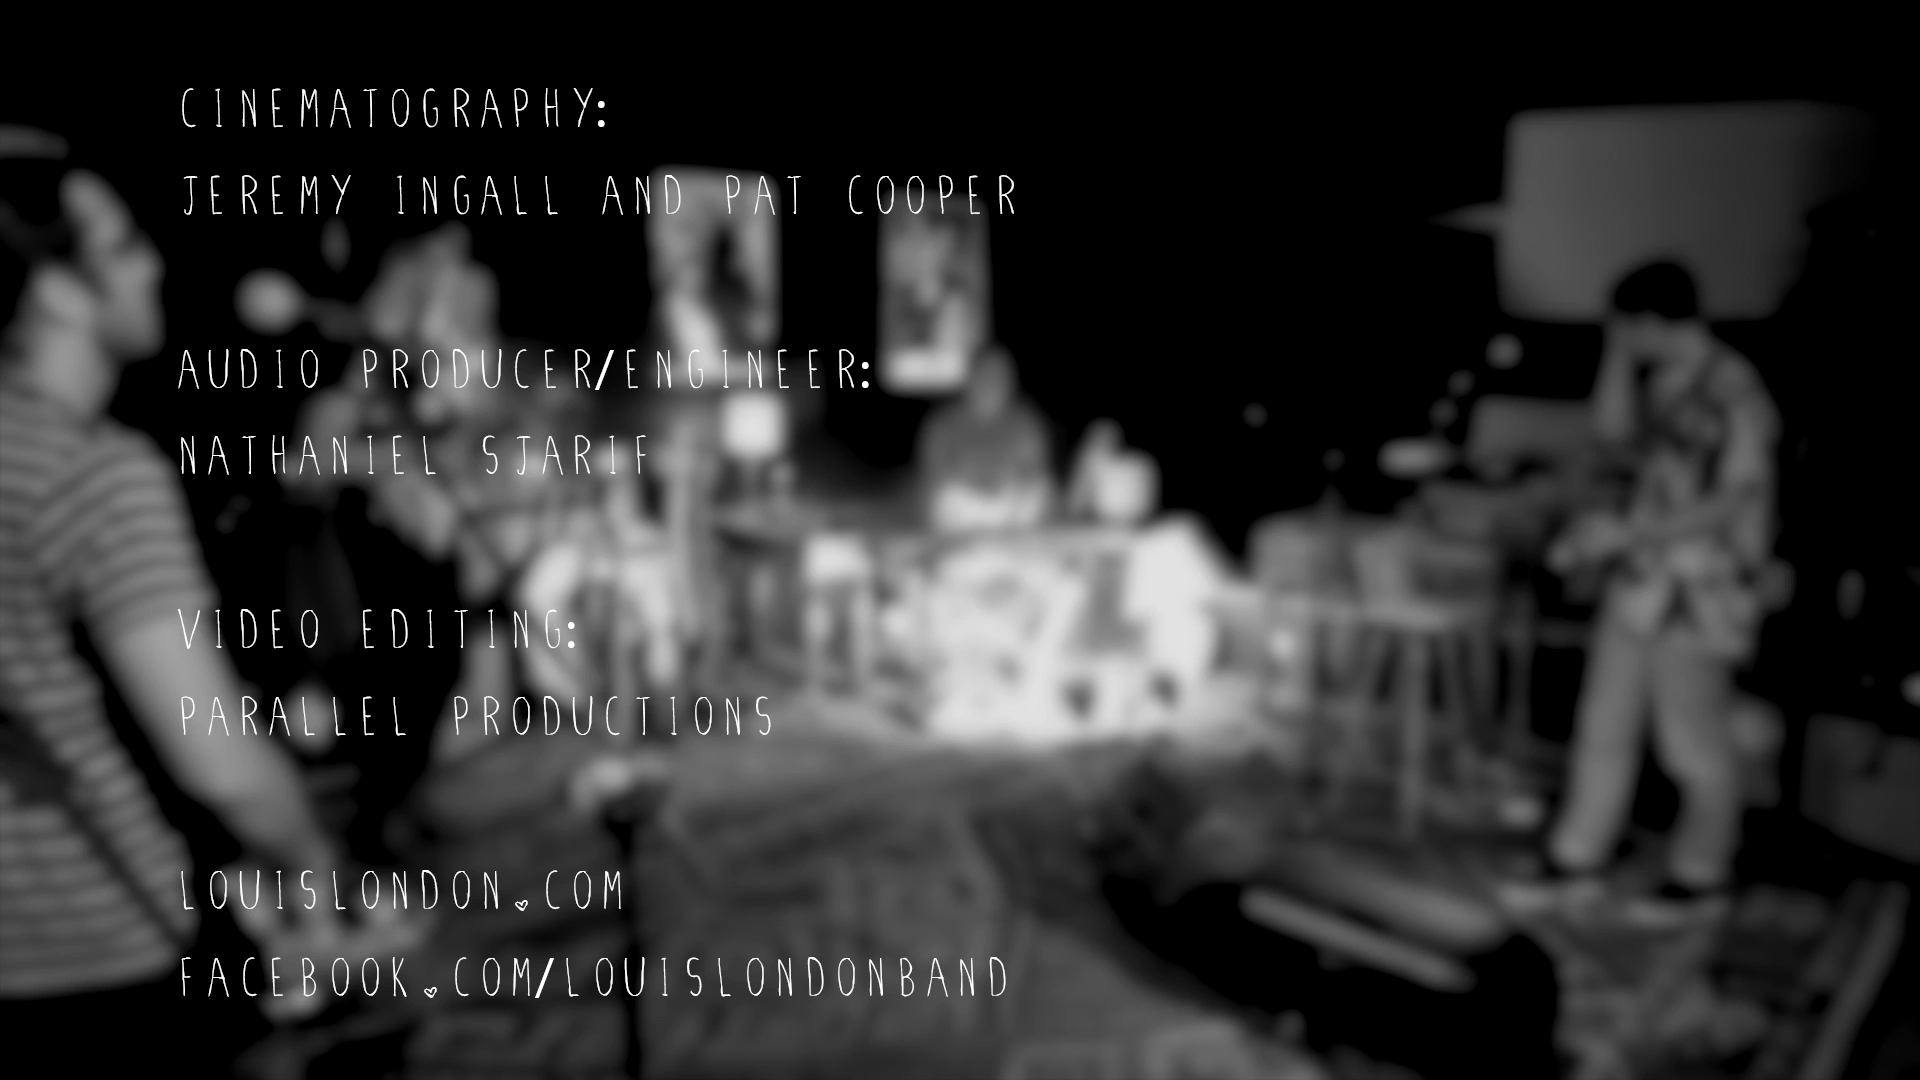 CINEMATOGRAPHY:
JEREMY INGALL AND PAT COOPER
AUDIO PRODUCER/ENGINEER:
NATHANIEL SJARIF
VIDEO EDITING:
PARALLEL PRODUCTIONS
LOUISLONDON.COM
FACEBOOK.COM/LOUISLONDONBAND